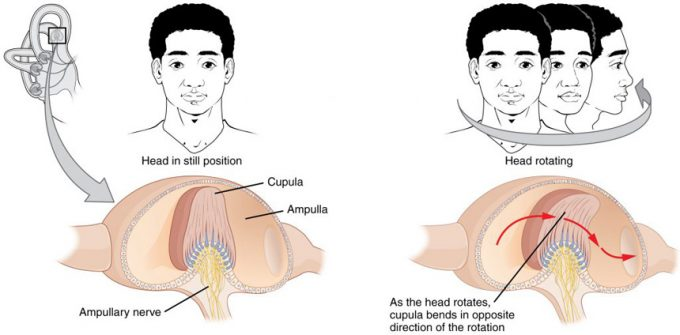 Head in still position
Head rotating
Cupula
Ampulla
Ampullary nerve
As the head rotates,
cupula bends in opposite
direction of the rotation